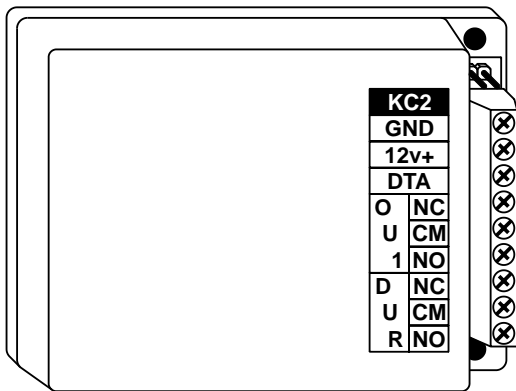 KC2
GND
12v+
DTA
O NC
U CM
1 NO
D NC
U CM
R NO